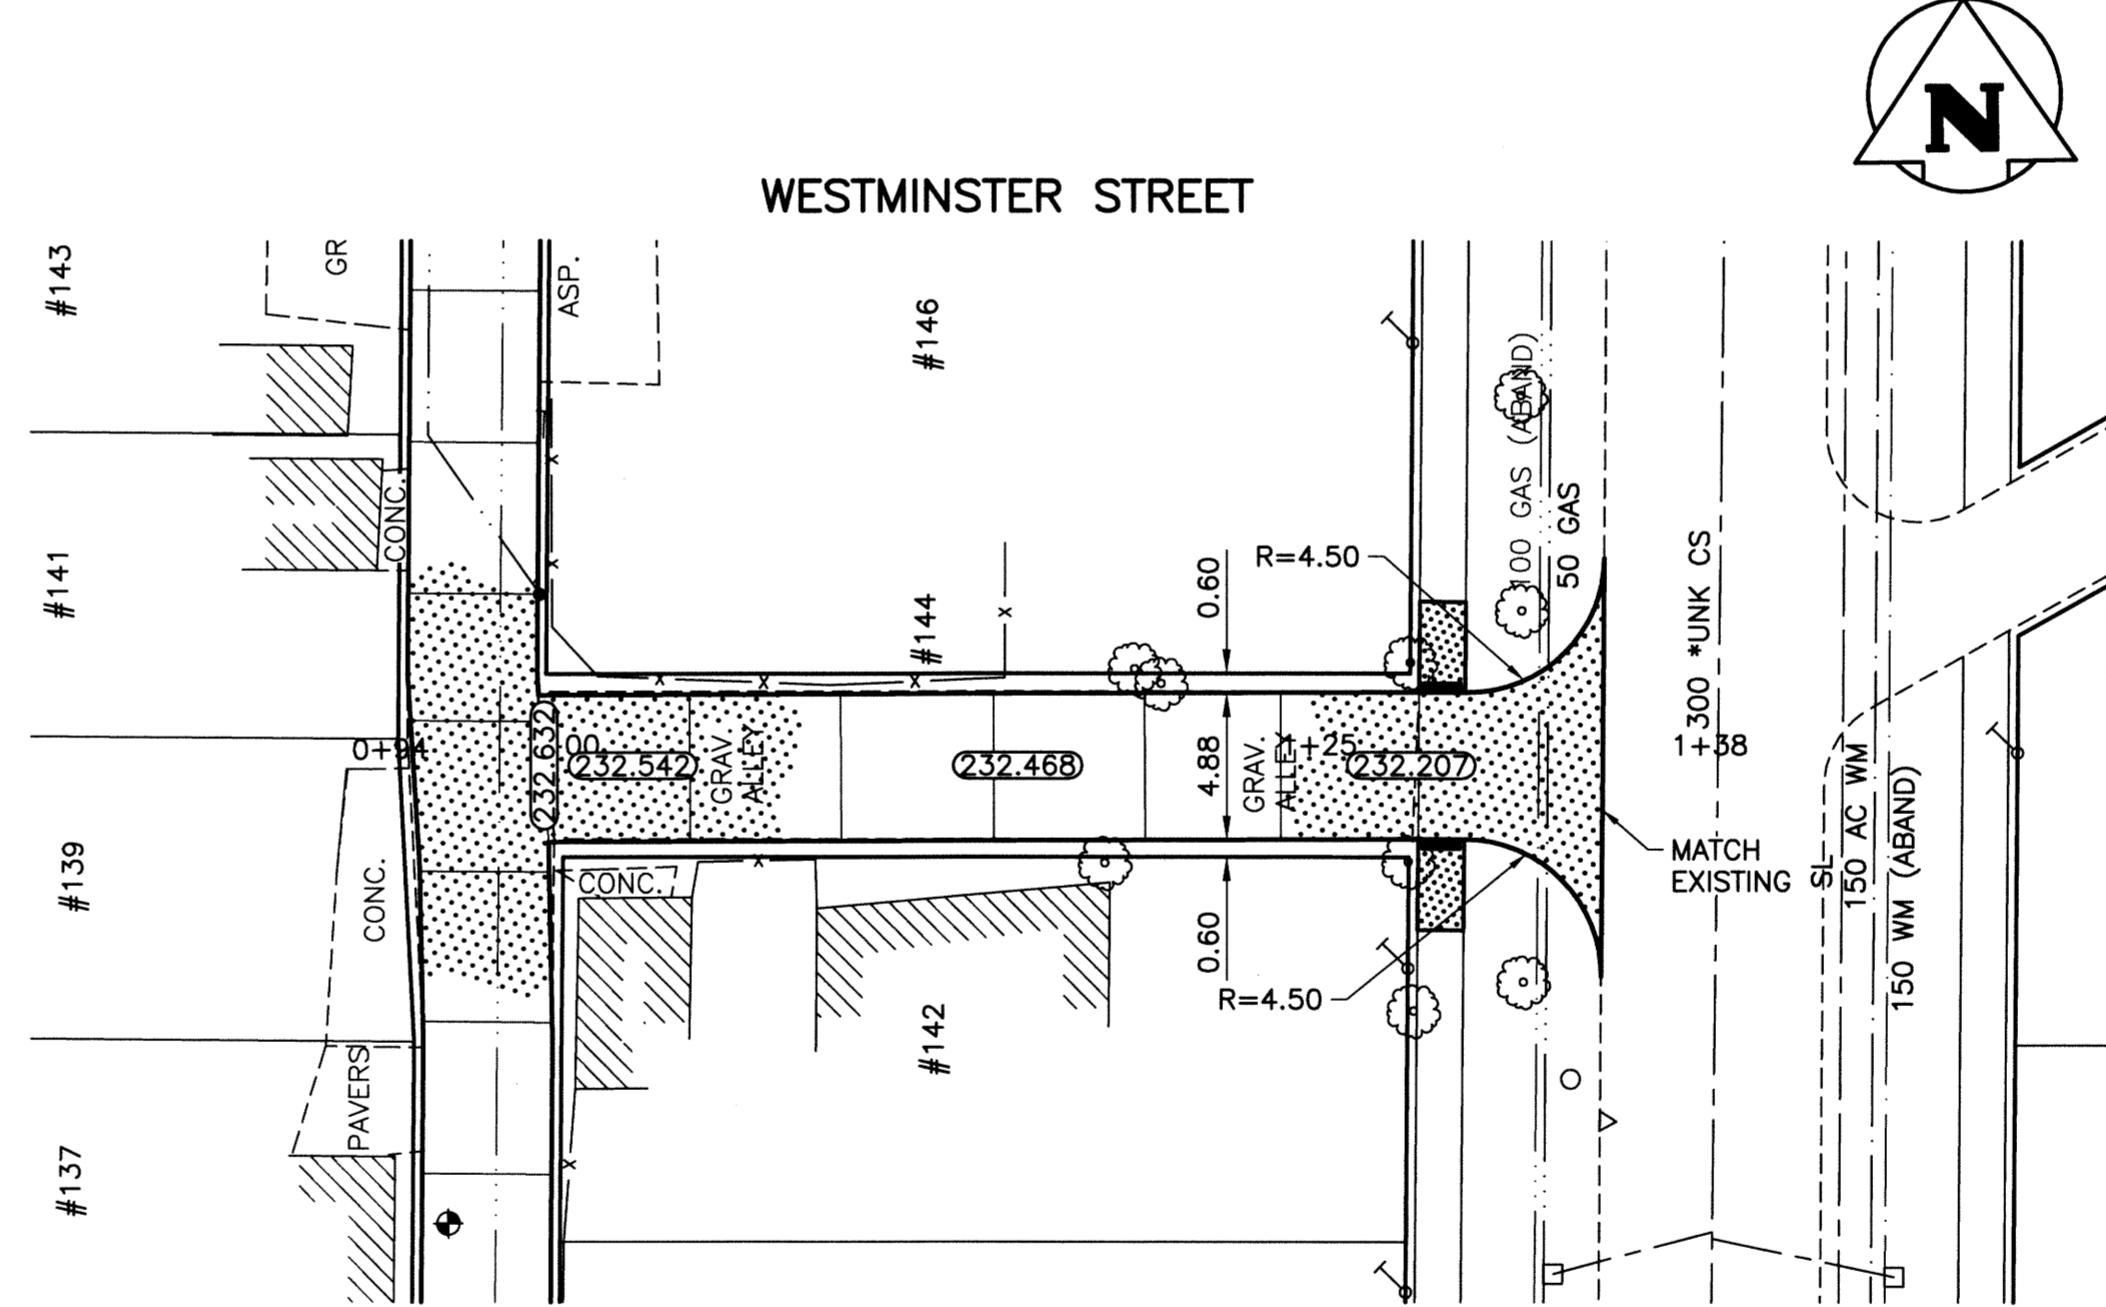 N
WESTMINSTER STREET
#143
GR
ASP.
#146
100 GAS (ABAND)
50 GAS
CONC.
#141
R=4.50
0.60
#144
1+300 *UNK CS
0+94
232.632
00
232.542
GRAV.
ALLEY
232.468
4.88
GRAV.
ALLEY
+25
232.207
1+38
MATCH
EXISTING
SL
150 AC WM
150 WM (ABAND)
#139
CONC.
CONC.
0.60
R=4.50
#142
PAVERS
#137